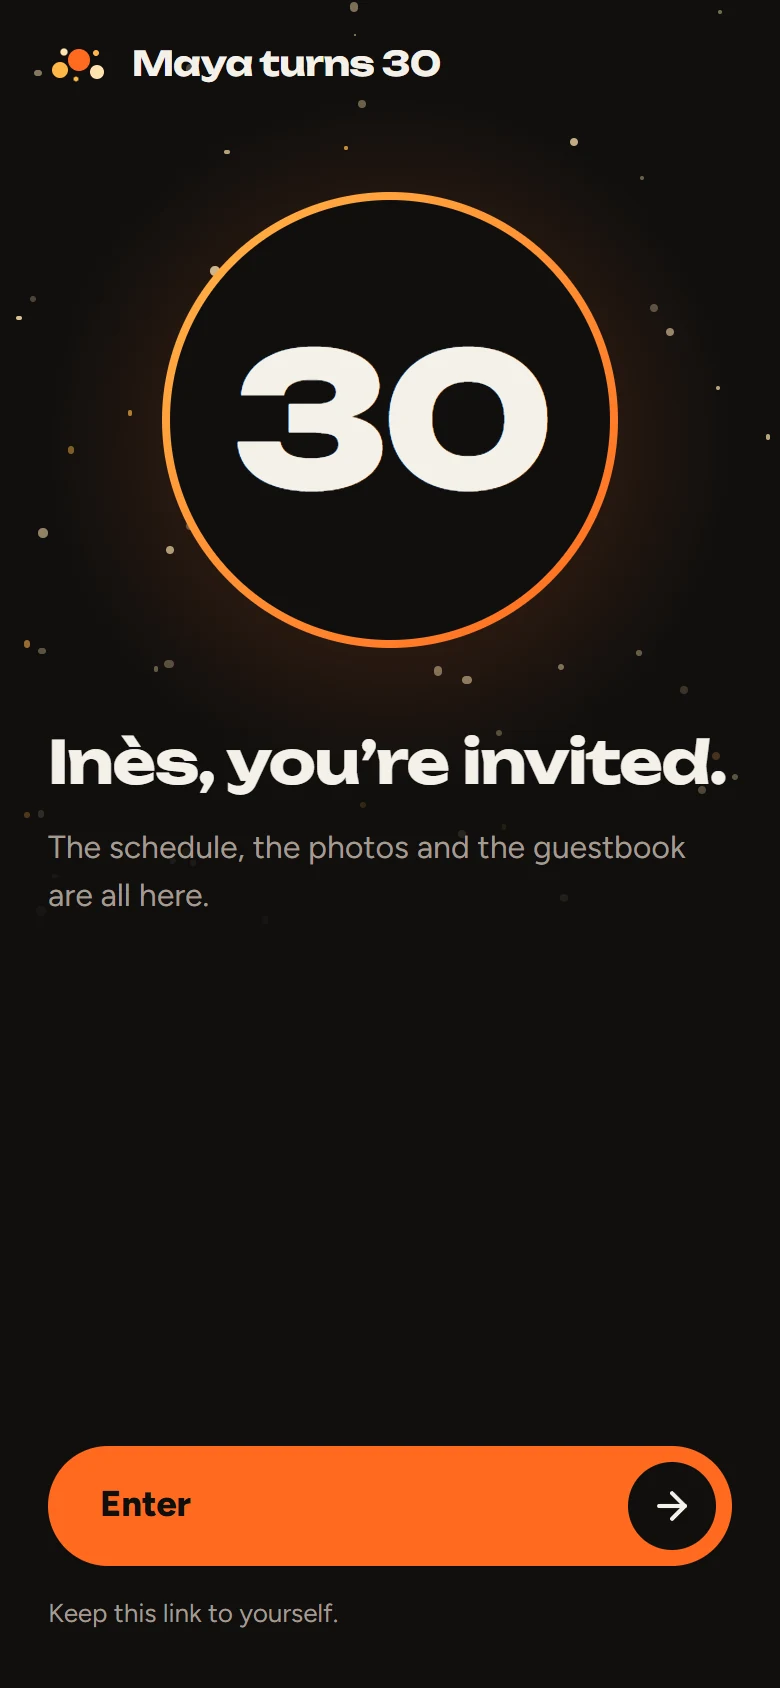 Maya turns 30
30
Inès, you’re invited.
The schedule, the photos and the guestbook
are all here.
Enter
Keep this link to yourself.